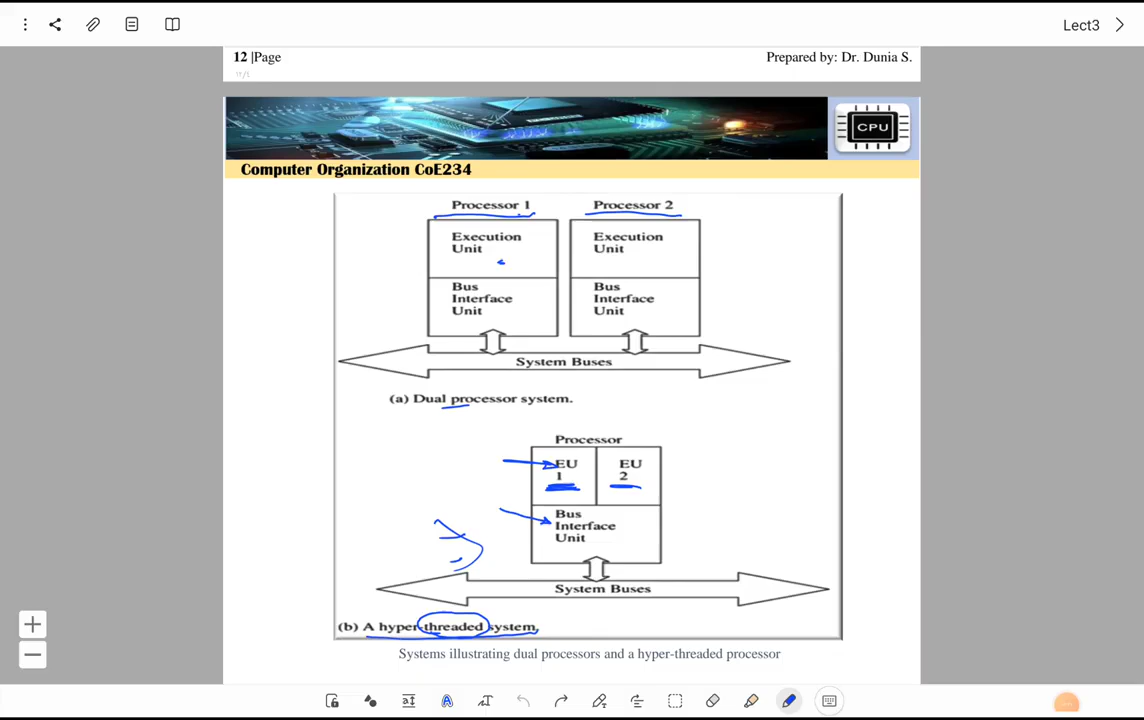 Lect3
12 |Page Prepared by: Dr. Dunia S.
CPU
Computer Organization CoE234
Processor 1 Processor 2
Execution Unit
Execution Unit
Bus Interface Unit
Bus Interface Unit
System Buses
(a) Dual processor system.
Processor
EU 1
EU 2
Bus Interface Unit
System Buses
(b) A hyper-threaded system.
Systems illustrating dual processors and a hyper-threaded processor